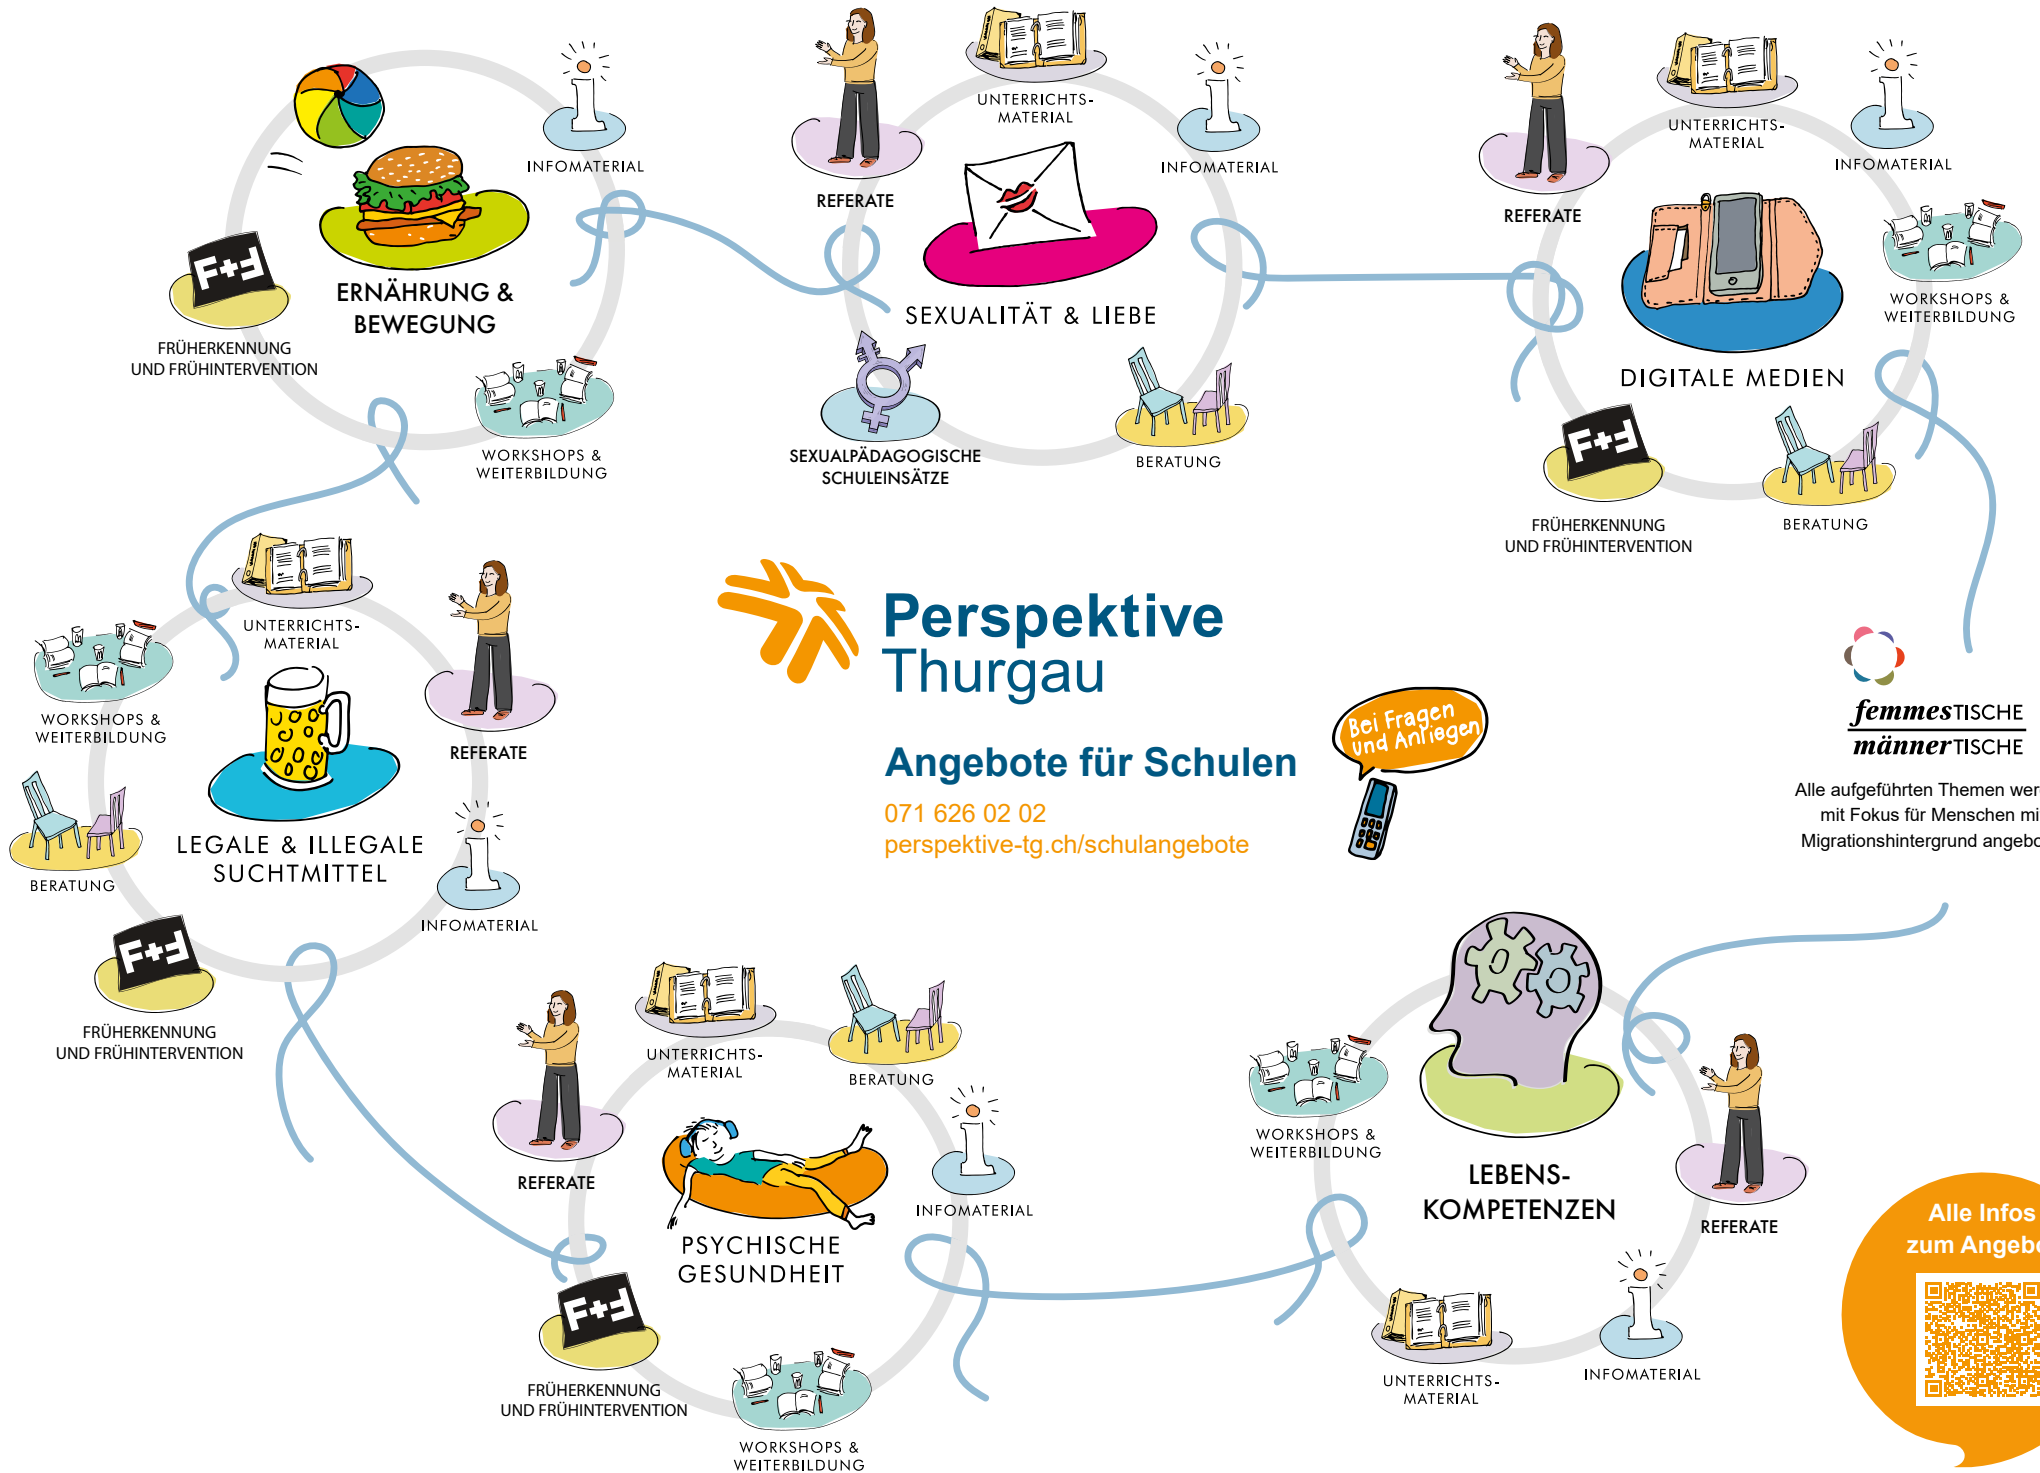 INFOMATERIAL
FRÜHERKENNUNG
UND FRÜHINTERVENTION
ERNÄHRUNG &
BEWEGUNG
WORKSHOPS &
WEITERBILDUNG
REFERATE
UNTERRICHTS-
MATERIAL
INFOMATERIAL
SEXUALITÄT & LIEBE
SEXUALPÄDAGOGISCHE
SCHULEINSÄTZE
BERATUNG
REFERATE
UNTERRICHTS-
MATERIAL
INFOMATERIAL
WORKSHOPS &
WEITERBILDUNG
DIGITALE MEDIEN
FRÜHERKENNUNG
UND FRÜHINTERVENTION
BERATUNG
F+F
F+F
UNTERRICHTS-
MATERIAL
WORKSHOPS &
WEITERBILDUNG
REFERATE
BERATUNG
LEGALE & ILLEGALE
SUCHTMITTEL
INFOMATERIAL
F+F
FRÜHERKENNUNG
UND FRÜHINTERVENTION
Perspektive
Thurgau
Angebote für Schulen
071 626 02 02
perspektive-tg.ch/schulangebote
Bei Fragen
und Anliegen
femmesTISCHE
männerTISCHE
Alle aufgeführten Themen wer
mit Fokus für Menschen mi
Migrationshintergrund angebo
REFERATE
UNTERRICHTS-
MATERIAL
BERATUNG
INFOMATERIAL
PSYCHISCHE
GESUNDHEIT
F+F
FRÜHERKENNUNG
UND FRÜHINTERVENTION
WORKSHOPS &
WEITERBILDUNG
WORKSHOPS &
WEITERBILDUNG
LEBENS-
KOMPETENZEN
REFERATE
UNTERRICHTS-
MATERIAL
INFOMATERIAL
Alle Infos
zum Angebo